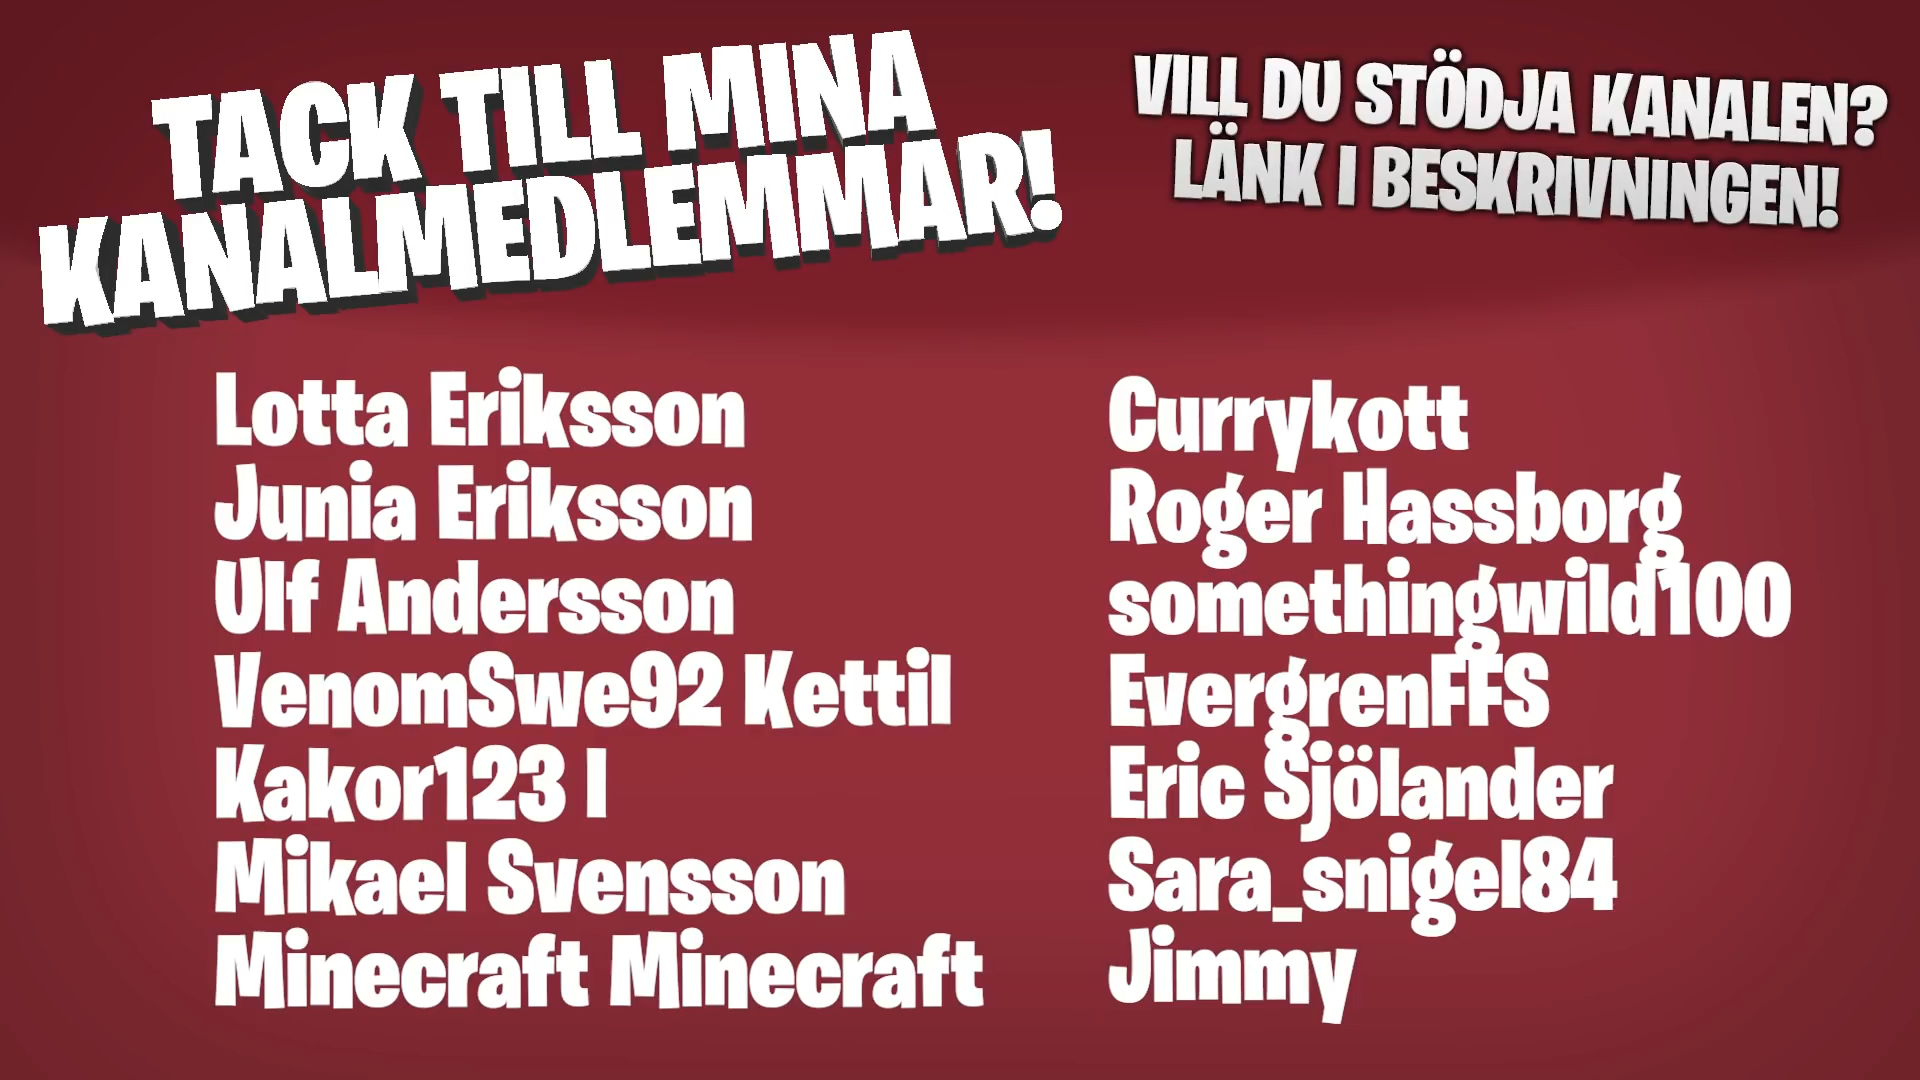 TACK TILL MINA
KANALMEDLEMMAR!
VILL DU STÖDJA KANALEN?
LÄNK I BESKRIVNINGEN!
Lotta Eriksson
Junia Eriksson
Ulf Andersson
VenomSwe92 Kettil
Kakor123 I
Mikael Svensson
Minecraft Minecraft
Currykott
Roger Hassborg
somethingwild100
EvergrenFFS
Eric Sjölander
Sara_snigel84
Jimmy